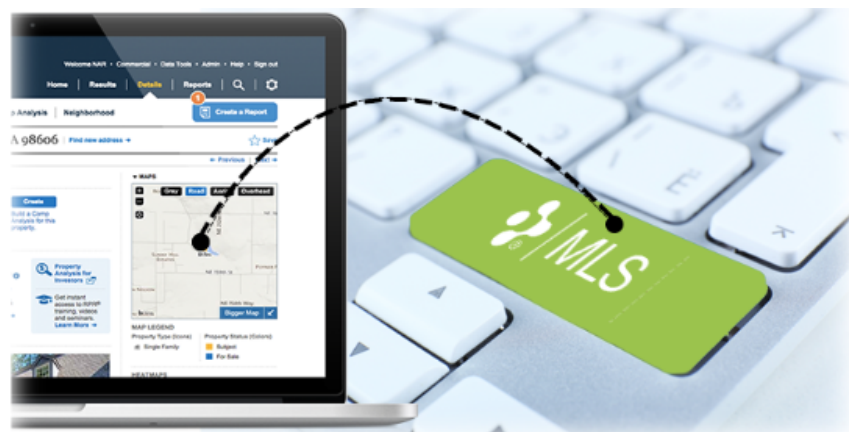 Welcome NAR • Commercial • Data Tools • Admin • Help • Sign out
Home | Results | Details | Reports
1
Analysis | Neighborhood
Create a Report
A 98606 Find new address
Previous
MAPS
Gray Road Overhead
Create
Build a Comp
Analysis for this
property.
Property
Analysis for
Investors
Get instant
access to RPR®
training, videos
and seminars.
Learn More
Bigger Map
MAP LEGEND
Property Type (Icons)
Property Status (Colors)
Single Family
Subject
For Sale
HEATMAPS
MLS